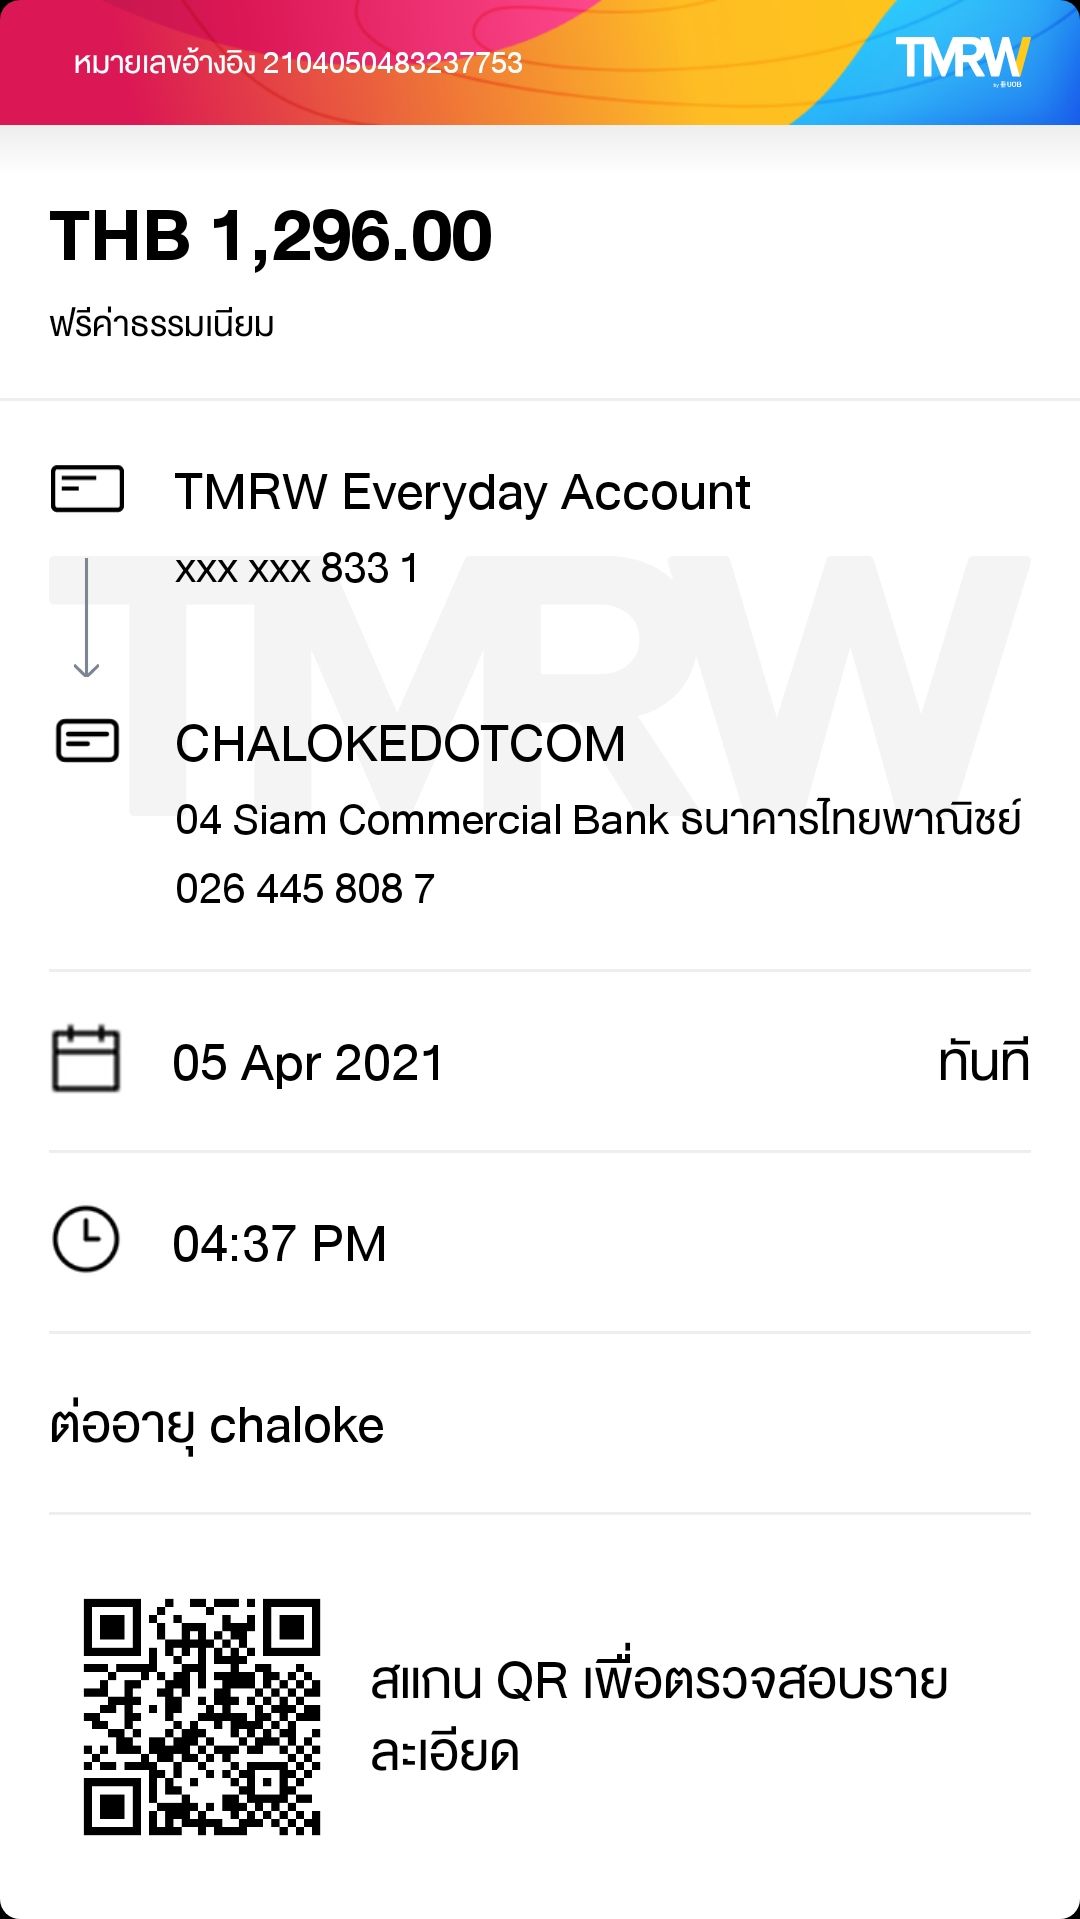 หมายเลขอ้างอิง 2104050483237753
TMRW
by UOB
THB 1,296.00
ฟรีค่าธรรมเนียม
TMRW Everyday Account
xxx xxx 833 1
TMRW
CHALOKEDOTCOM
04 Siam Commercial Bank ธนาคารไทยพาณิชย์
026 445 808 7
05 Apr 2021 ทันที
04:37 PM
ต่ออายุ chaloke
สแกน QR เพื่อตรวจสอบราย
ละเอียด